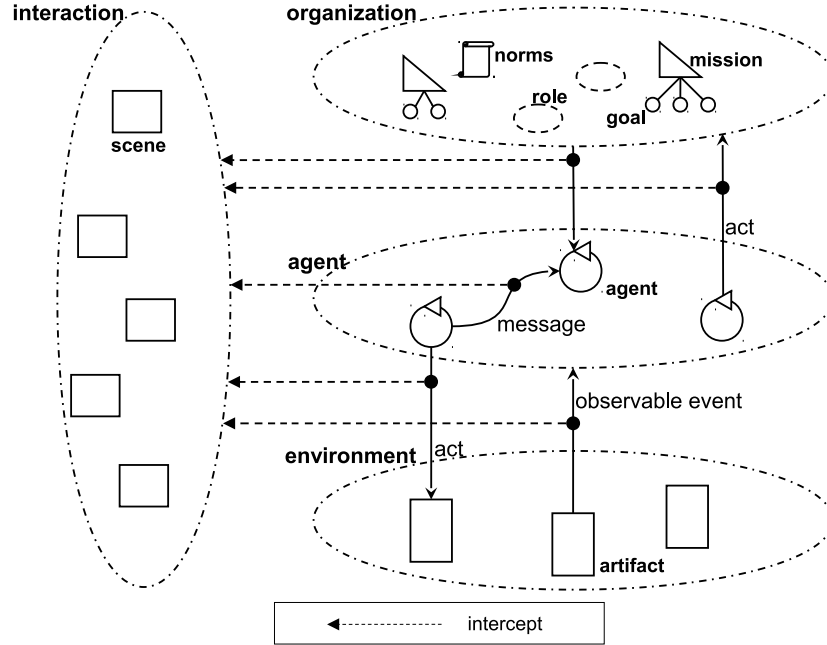 interaction
organization
norms
mission
role
goal
scene
act
agent
agent
message
observable event
environment
act
artifact
intercept